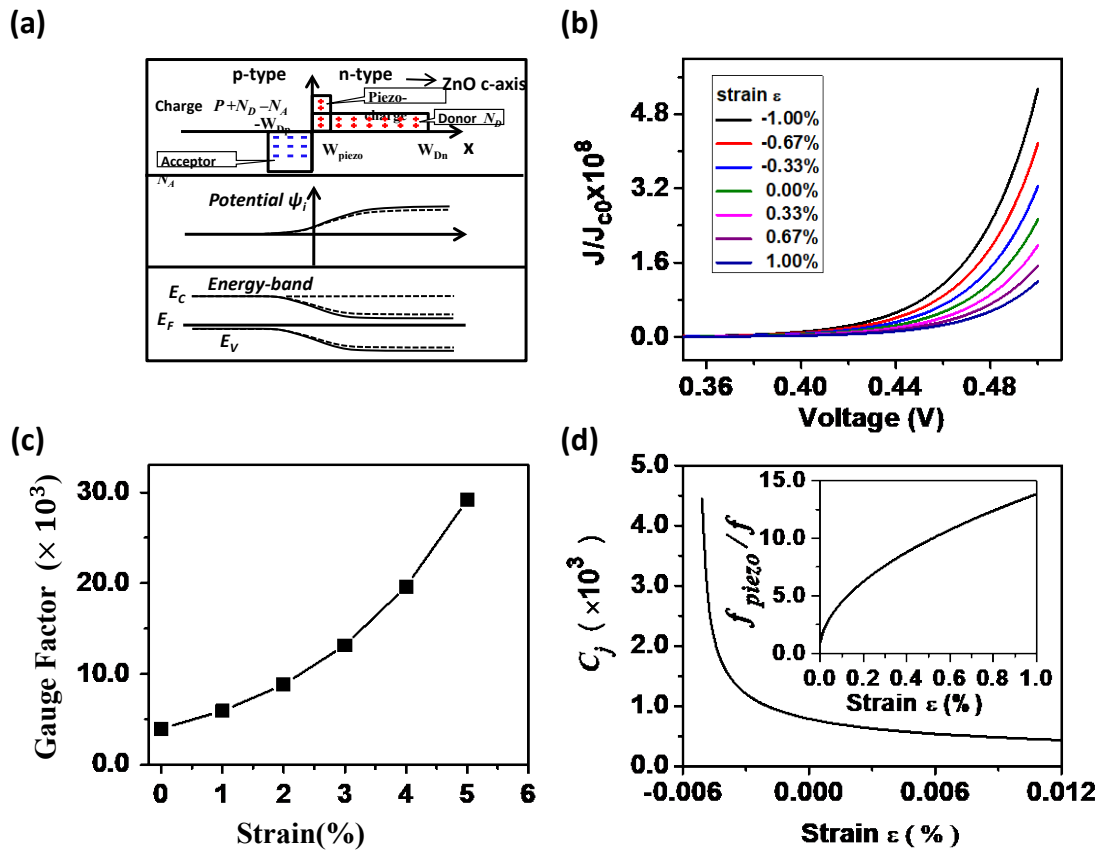 (a)
p-type
n-type
ZnO c-axis
Charge
P +N_D –N_A
Piezo-
charge
Donor N_D
-W_Dp
W_piezo
W_Dn
x
Acceptor
N_A
Potential ψ_i
Energy-band
E_C
E_F
E_V
(b)
J/J_c0×10^8
4.8
3.2
1.6
0.0
strain ε
-1.00%
-0.67%
-0.33%
0.00%
0.33%
0.67%
1.00%
0.36 0.40 0.44 0.48
Voltage (V)
(c)
Gauge Factor (× 10^3)
30.0
20.0
10.0
0.0
0 1 2 3 4 5 6
Strain(%)
(d)
C_j (×10^3)
5.0
4.0
3.0
2.0
1.0
0.0
-0.006 0.000 0.006 0.012
Strain ε ( % )
f_piezo/f
15.0
10.0
5.0
0.0
0.0 0.2 0.4 0.6 0.8 1.0
Strain ε (%)